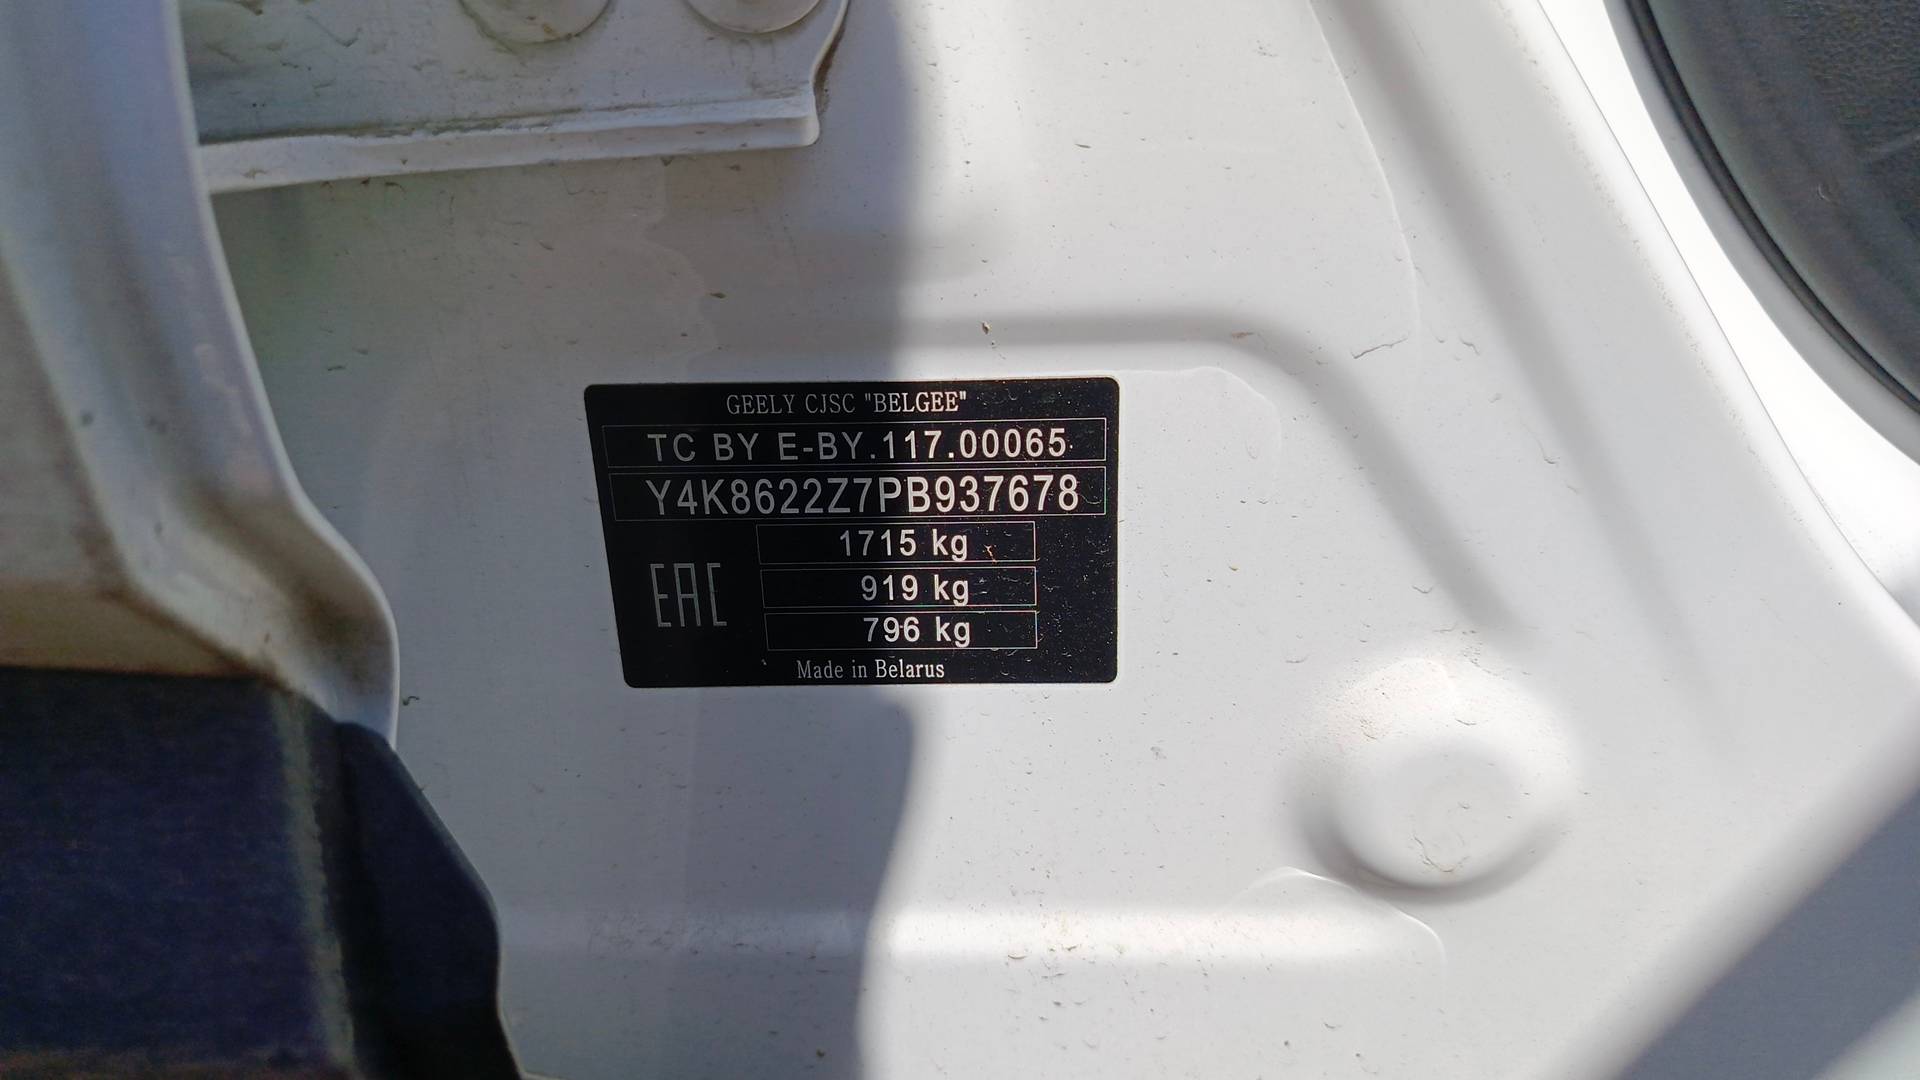 GEELY CJSC "BELGEE"
TC BY E-BY.117.00065
Y4K8622Z7PB937678
1715 kg
919 kg
EAC
796 kg
Made in Belarus